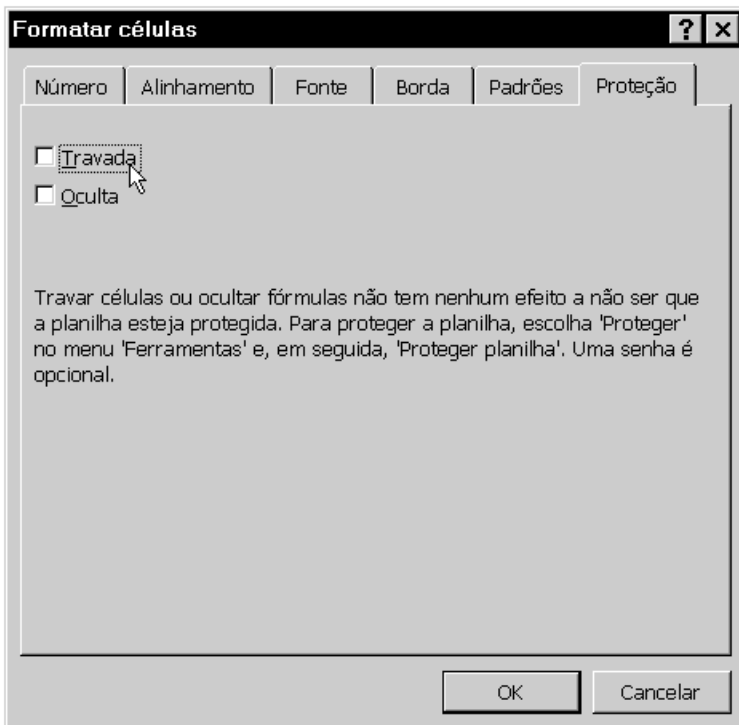 Formatar células
Número Alinhamento Fonte Borda Padrões Proteção
Travada
Oculta
Travar células ou ocultar fórmulas não tem nenhum efeito a não ser que
a planilha esteja protegida. Para proteger a planilha, escolha 'Proteger'
no menu 'Ferramentas' e, em seguida, 'Proteger planilha'. Uma senha é
opcional.
OK Cancelar